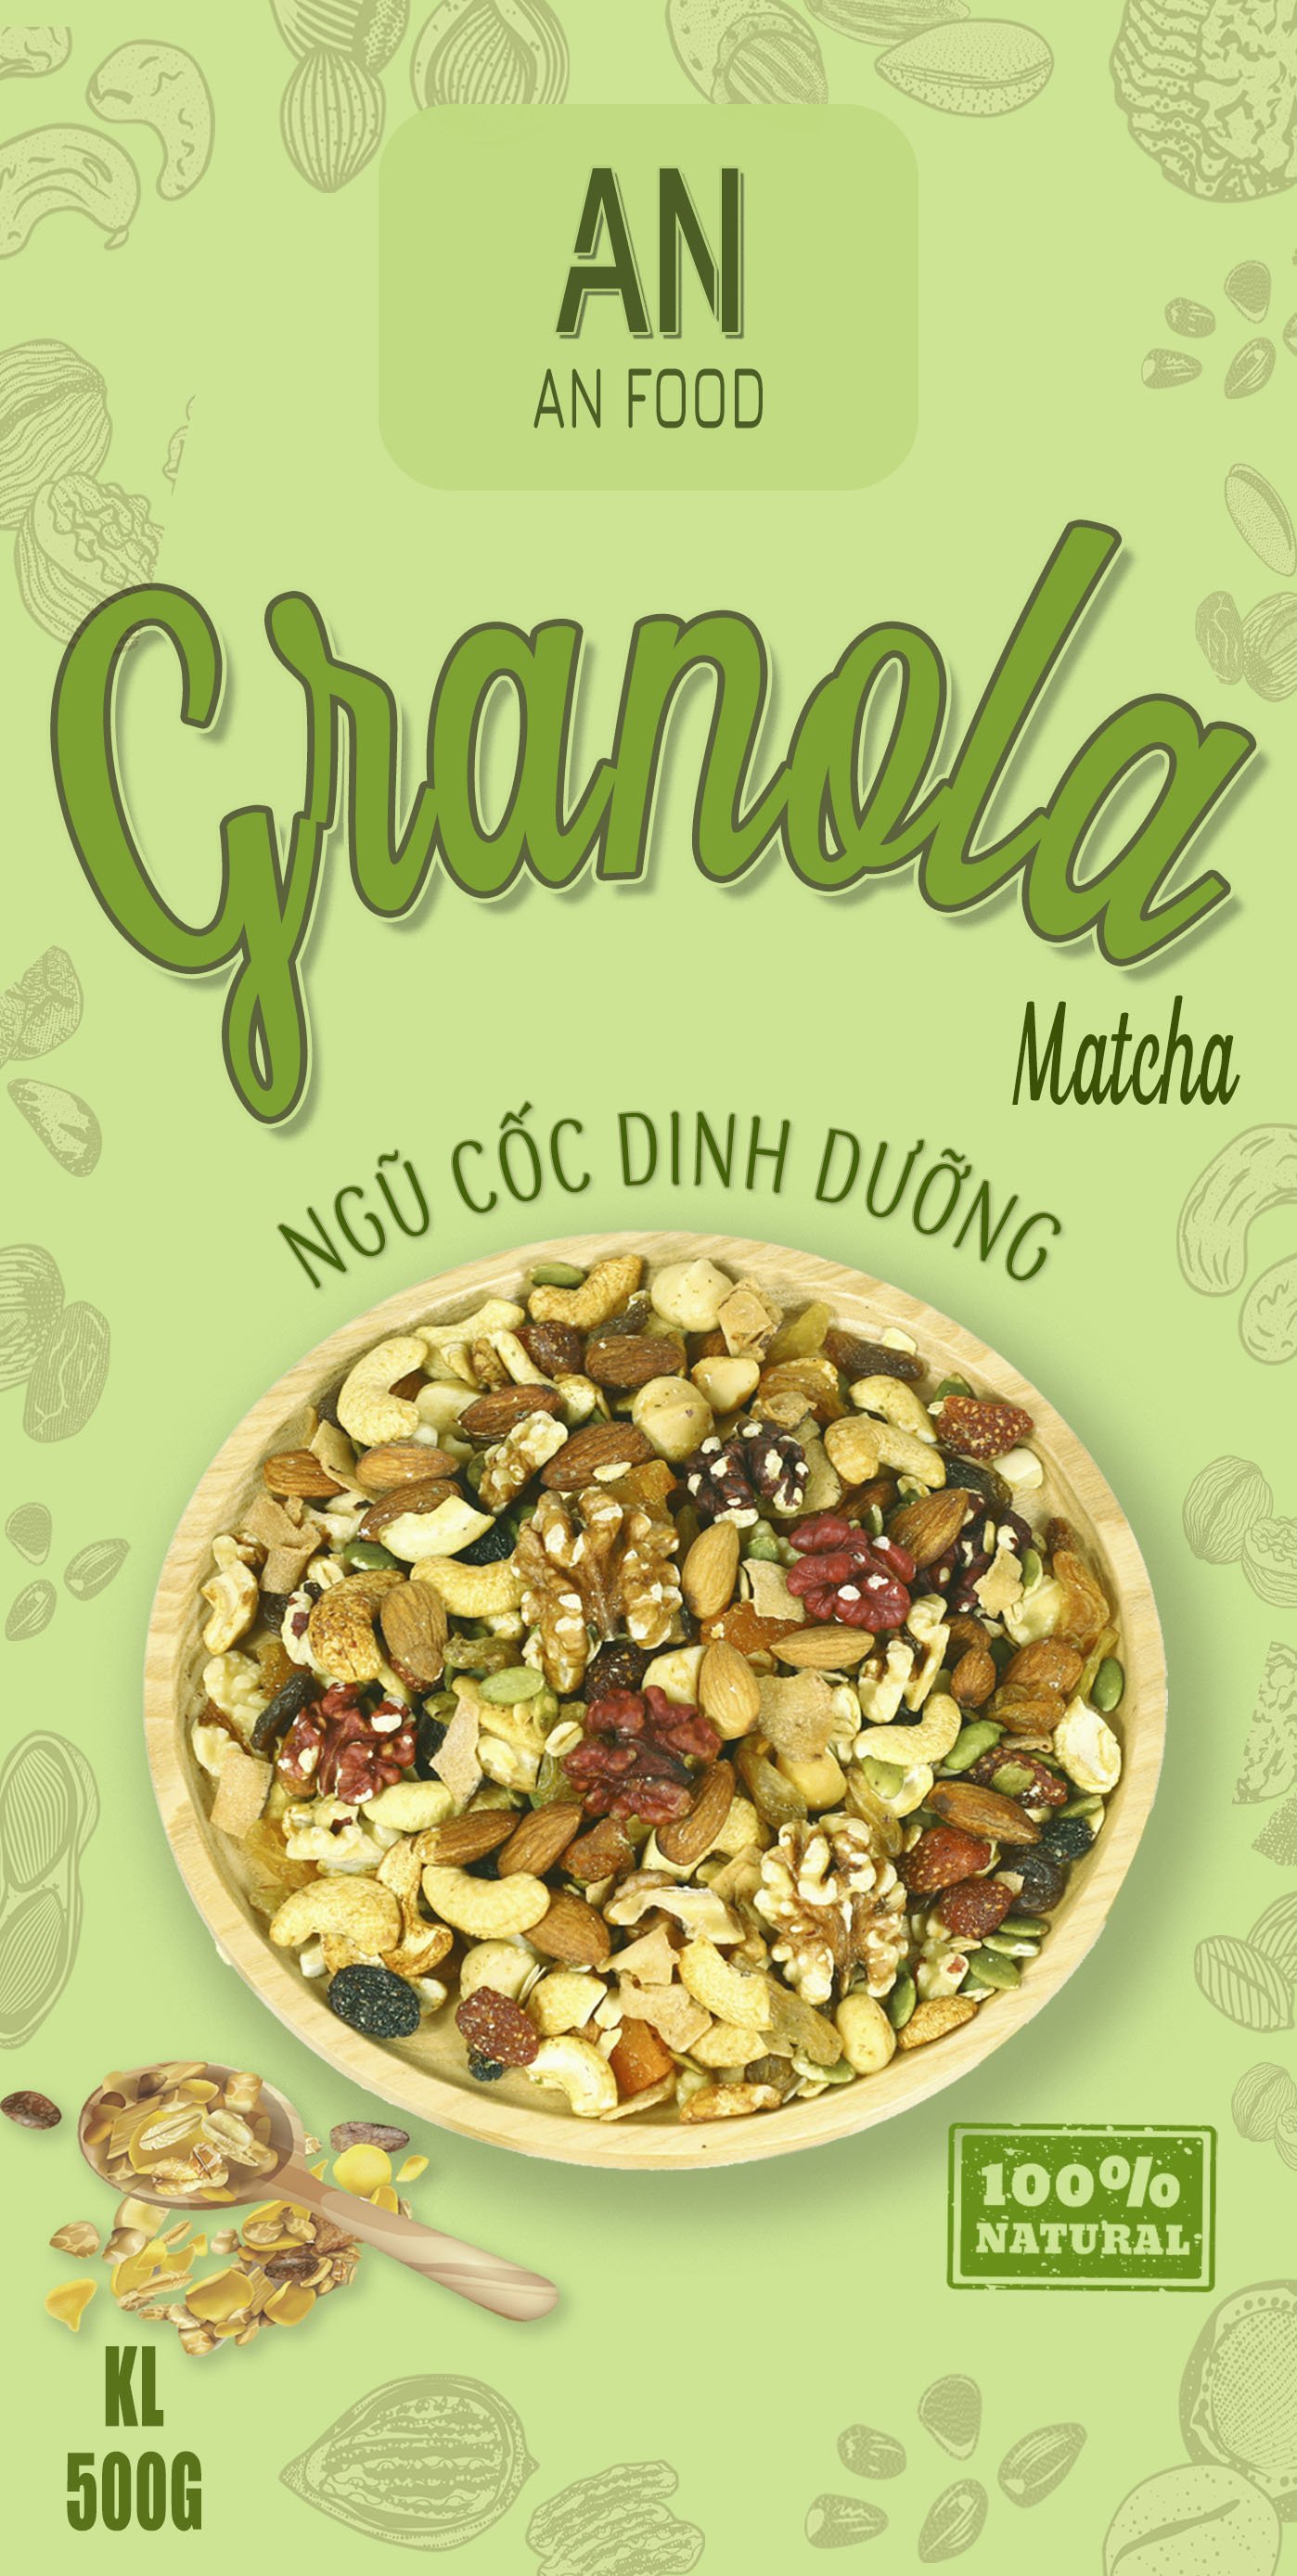 AN
AN FOOD
Granola
Matcha
NGŨ CỐC DINH DƯỠNG
100%
NATURAL
KL
500G